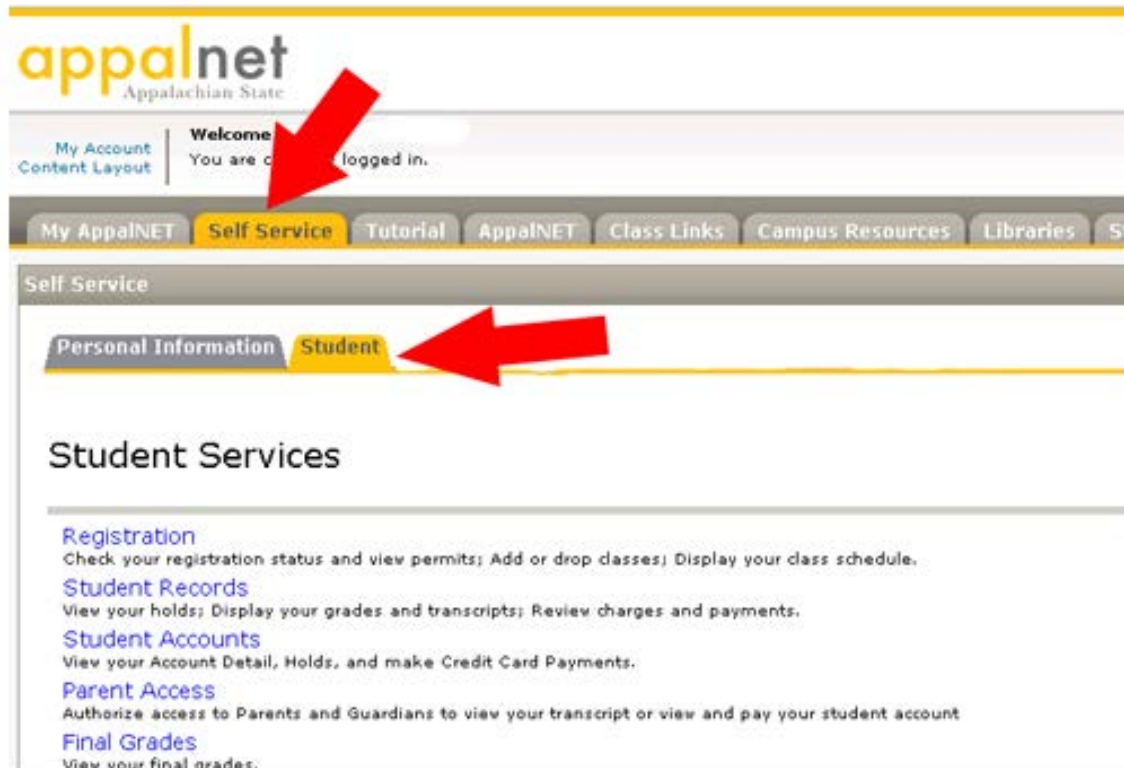 appalnet
Appalachian State
My Account
Content Layout
Welcome
You are logged in.
My AppalNET Self Service Tutorial AppalNET Class Links Campus Resources Libraries
Self Service
Personal Information Student
Student Services
Registration
Check your registration status and view permits; Add or drop classes; Display your class schedule.
Student Records
View your holds; Display your grades and transcripts; Review charges and payments.
Student Accounts
View your Account Detail, Holds, and make Credit Card Payments.
Parent Access
Authorize access to Parents and Guardians to view your transcript or view and pay your student account
Final Grades
View your final grades.